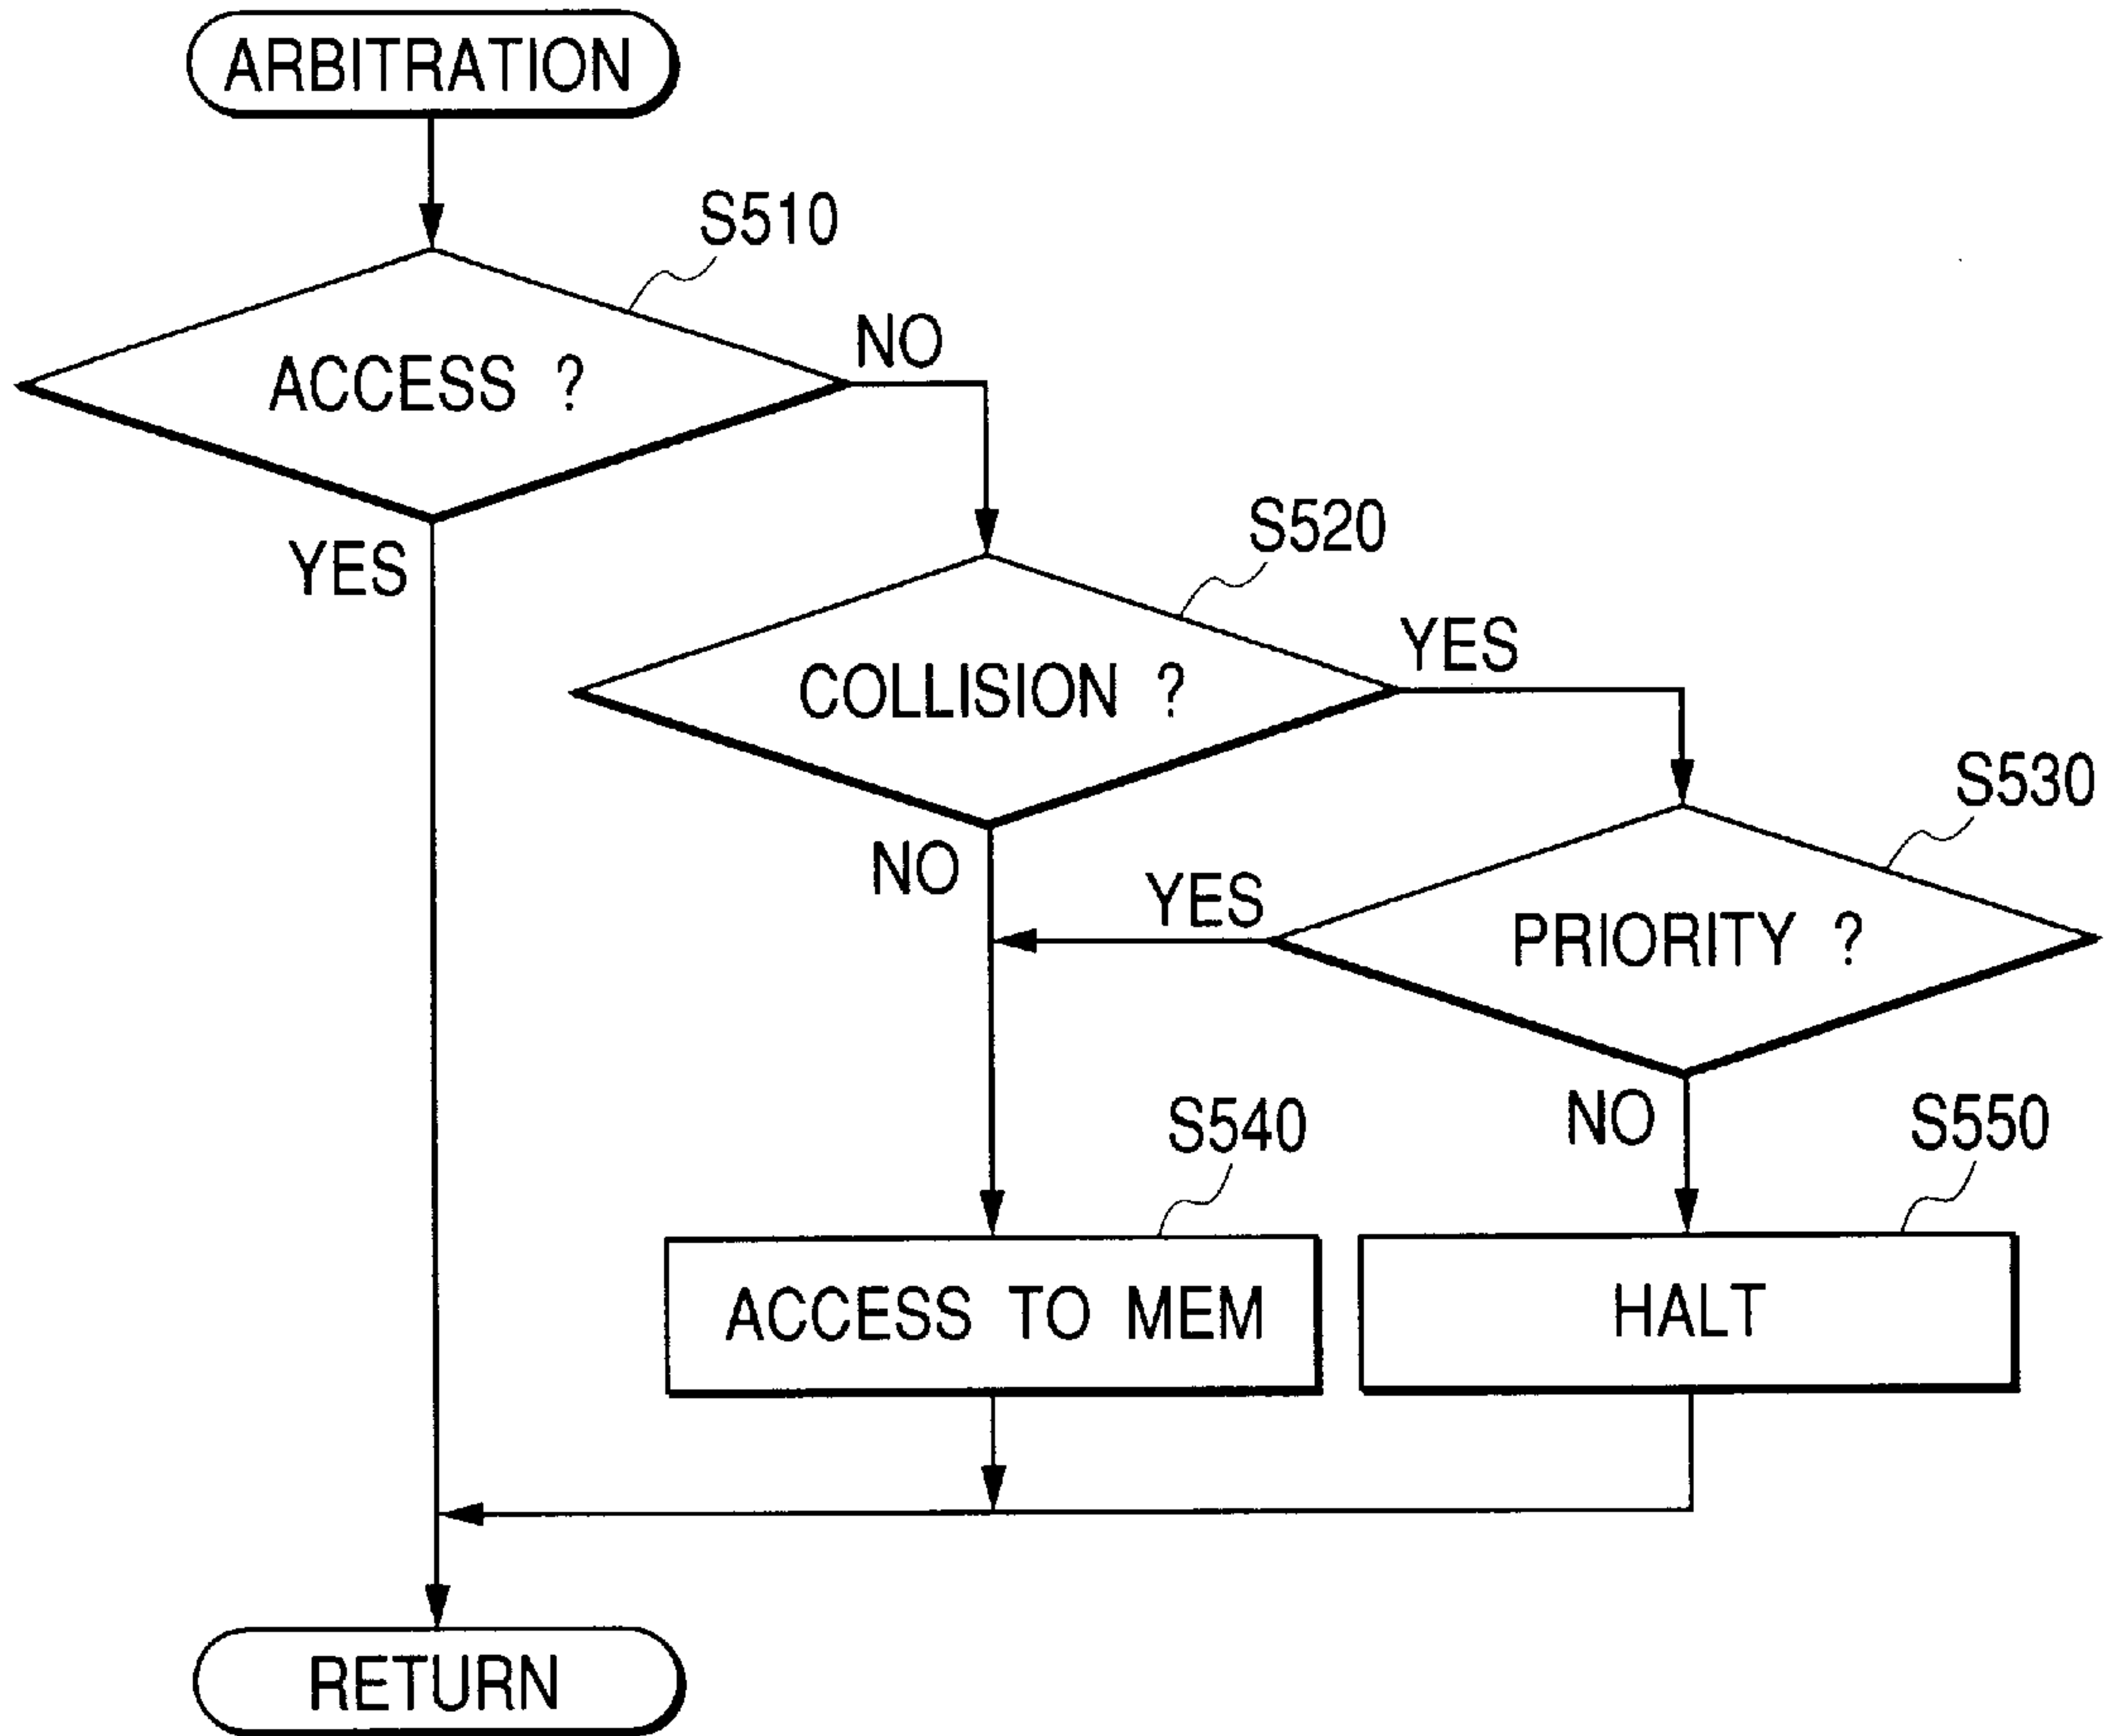 ARBITRATION
S510
ACCESS ?
NO
YES
S520
COLLISION ?
YES
NO
S530
PRIORITY ?
YES
NO
S540
ACCESS TO MEM
S550
HALT
RETURN